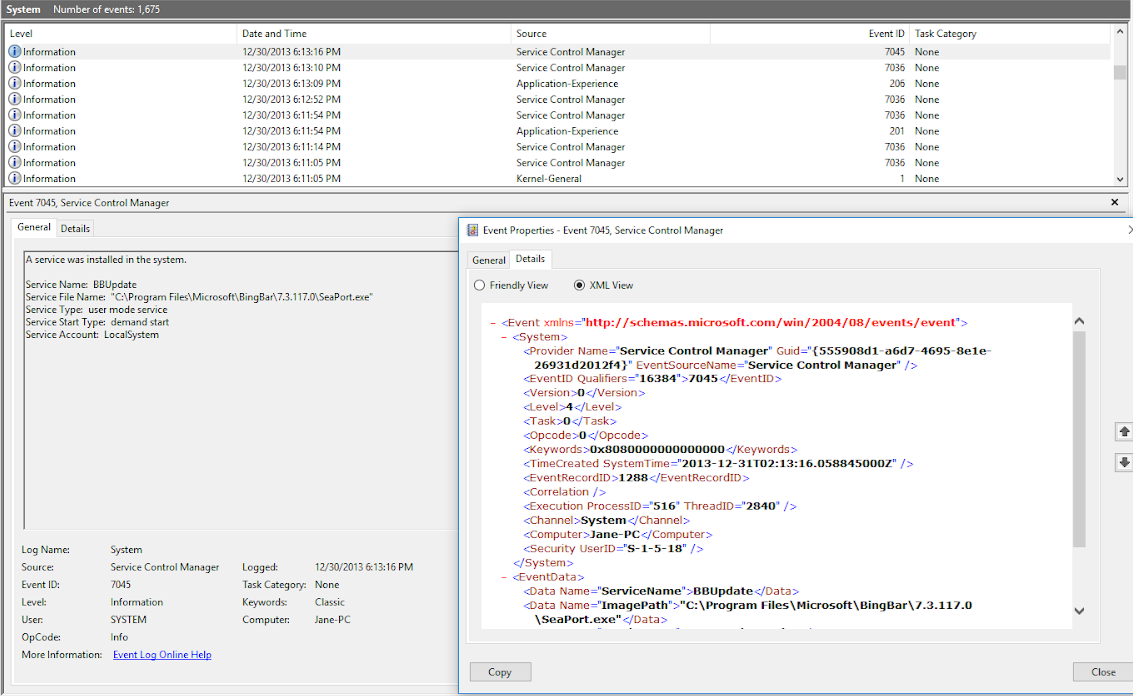 System Number of events: 1,675
Level Date and Time Source Event ID Task Category
Information 12/30/2013 6:13:16 PM Service Control Manager 7045 None
Information 12/30/2013 6:13:10 PM Service Control Manager 7036 None
Information 12/30/2013 6:13:09 PM Application-Experience 206 None
Information 12/30/2013 6:12:52 PM Service Control Manager 7036 None
Information 12/30/2013 6:11:54 PM Service Control Manager 7036 None
Information 12/30/2013 6:11:54 PM Application-Experience 201 None
Information 12/30/2013 6:11:14 PM Service Control Manager 7036 None
Information 12/30/2013 6:11:05 PM Service Control Manager 7036 None
Information 12/30/2013 6:11:05 PM Kernel-General 1 None
Event 7045, Service Control Manager
General Details
A service was installed in the system.
Service Name: BBUpdate
Service File Name: "C:\Program Files\Microsoft\BingBar\7.3.117.0\SeaPort.exe"
Service Type: user mode service
Service Start Type: demand start
Service Account: LocalSystem
Log Name: System
Source: Service Control Manager Logged: 12/30/2013 6:13:16 PM
Event ID: 7045 Task Category: None
Level: Information Keywords: Classic
User: SYSTEM Computer: Jane-PC
OpCode: Info
More Information: Event Log Online Help
Event Properties - Event 7045, Service Control Manager
General Details
Friendly View XML View
- <Event xmlns="http://schemas.microsoft.com/win/2004/08/events/event">
- <System>
<Provider Name="Service Control Manager" Guid="{555908d1-a6d7-4695-8e1e-
26931d2012f4}" EventSourceName="Service Control Manager" />
<EventID Qualifiers="16384">7045</EventID>
<Version>0</Version>
<Level>4</Level>
<Task>0</Task>
<Opcode>0</Opcode>
<Keywords>0x8080000000000000</Keywords>
<TimeCreated SystemTime="2013-12-31T02:13:16.058845000Z" />
<EventRecordID>1288</EventRecordID>
<Correlation />
<Execution ProcessID="516" ThreadID="2840" />
<Channel>System</Channel>
<Computer>Jane-PC</Computer>
<Security UserID="S-1-5-18" />
</System>
- <EventData>
<Data Name="ServiceName">BBUpdate</Data>
<Data Name="ImagePath">"C:\Program Files\Microsoft\BingBar\7.3.117.0
\SeaPort.exe"</Data>
Copy Close